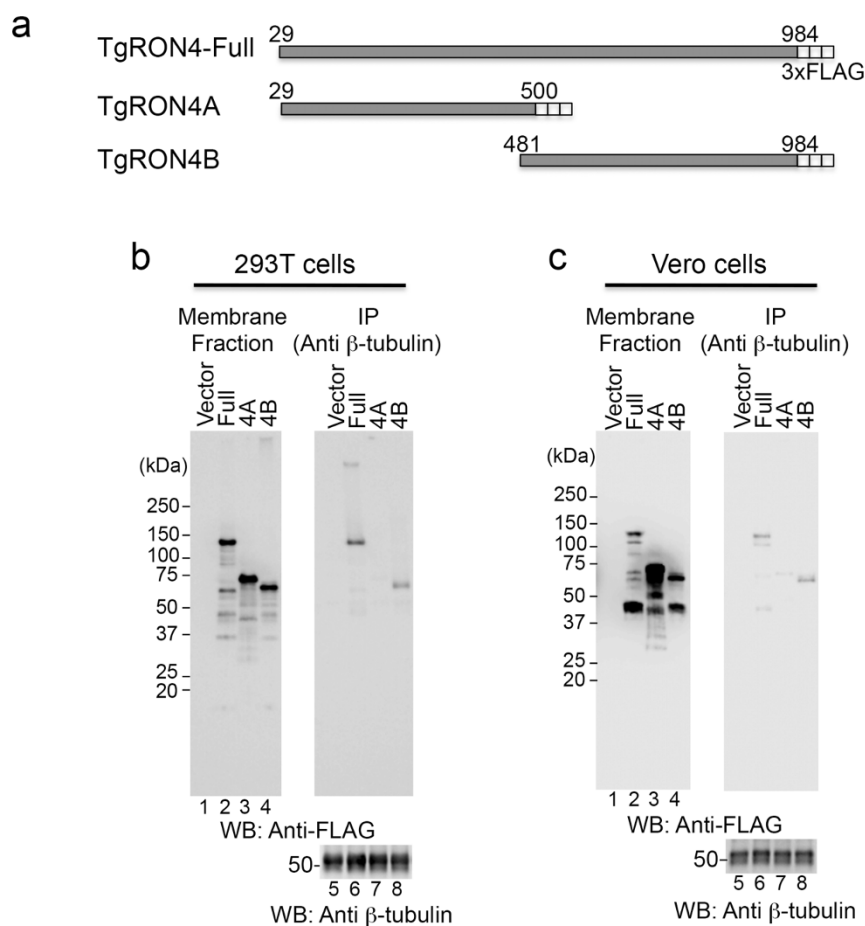 a
29 984
TgRON4-Full
3xFLAG
29 500
TgRON4A
481 984
TgRON4B
b
293T cells
Membrane Fraction
IP (Anti β-tubulin)
Vector Full 4A 4B
Vector Full 4A 4B
(kDa)
250
150
100
75
50
37
25
20
1 2 3 4
WB: Anti-FLAG
50-
5 6 7 8
WB: Anti β-tubulin
c
Vero cells
Membrane Fraction
IP (Anti β-tubulin)
Vector Full 4A 4B
Vector Full 4A 4B
(kDa)
250
150
100
75
50
37
25
20
1 2 3 4
WB: Anti-FLAG
50-
5 6 7 8
WB: Anti β-tubulin